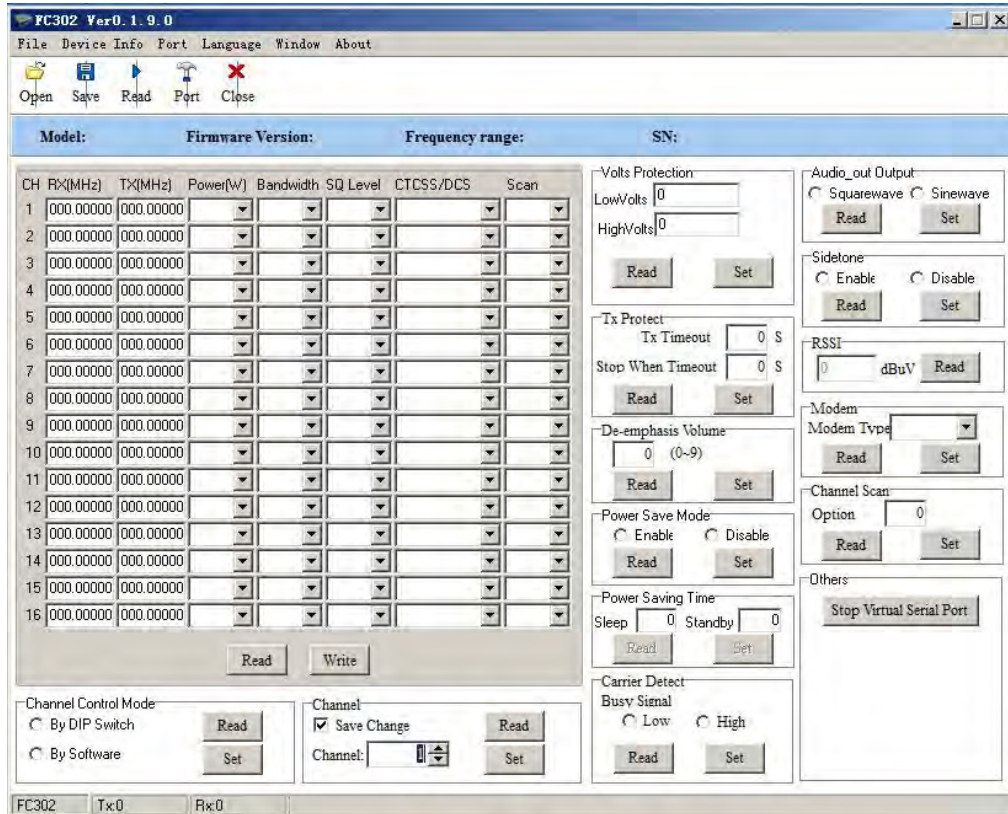 FC302 Ver0.1.9.0
File Device Info Port Language Window About
Open Save Read Port Close
Model: Firmware Version: Frequency range: SN:
CH RX(MHz) TX(MHz) Power(W) Bandwidth SQ Level CTCSS/DCS Scan
1 000.00000 000.00000
2 000.00000 000.00000
3 000.00000 000.00000
4 000.00000 000.00000
5 000.00000 000.00000
6 000.00000 000.00000
7 000.00000 000.00000
8 000.00000 000.00000
9 000.00000 000.00000
10 000.00000 000.00000
11 000.00000 000.00000
12 000.00000 000.00000
13 000.00000 000.00000
14 000.00000 000.00000
15 000.00000 000.00000
16 000.00000 000.00000
Read Write
Channel Control Mode
By DIP Switch Read
By Software Set
Channel
Save Change Read
Channel: 1 Set
Volts Protection
LowVolts 0
HighVolts 0
Read Set
Tx Protect
Tx Timeout 0 S
Stop When Timeout 0 S
Read Set
De-emphasis Volume
0 (0~9)
Read Set
Power Save Mode
Enable Disable
Read Set
Power Saving Time
Sleep 0 Standby 0
Read Set
Carrier Detect
Busy Signal
Low High
Read Set
Audio_out Output
Squarewave Sinewave
Read Set
Sidetone
Enable Disable
Read Set
RSSI
0 dBuV Read
Modem
Modem Type
Read Set
Channel Scan
Option 0
Read Set
Others
Stop Virtual Serial Port
FC302 Tx:0 Rx:0